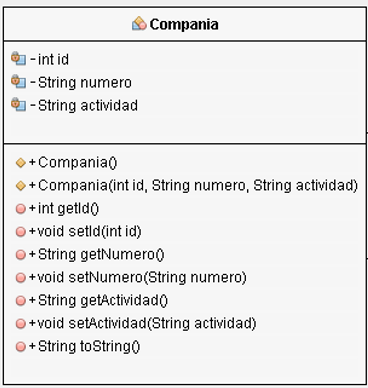 Compania
- int id
- String numero
- String actividad
+ Compania()
+ Compania(int id, String numero, String actividad)
+ int getId()
+ void setId(int id)
+ String getNumero()
+ void setNumero(String numero)
+ String getActividad()
+ void setActividad(String actividad)
+ String toString()